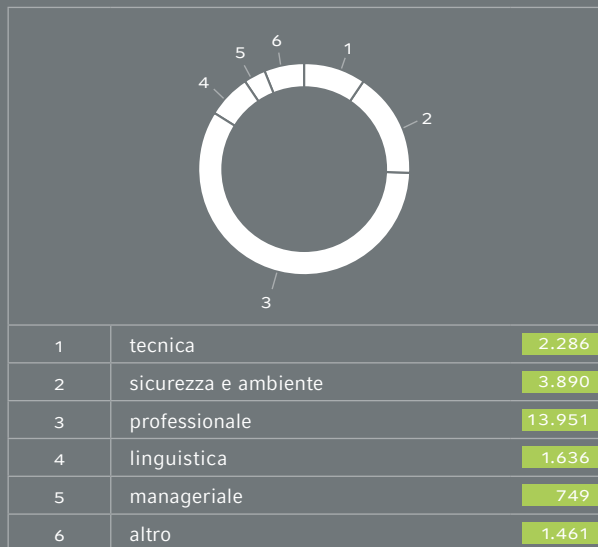 6
1
5
4
2
3
1 tecnica 2.286
2 sicurezza e ambiente 3.890
3 professionale 13.951
4 linguistica 1.636
5 manageriale 749
6 altro 1.461